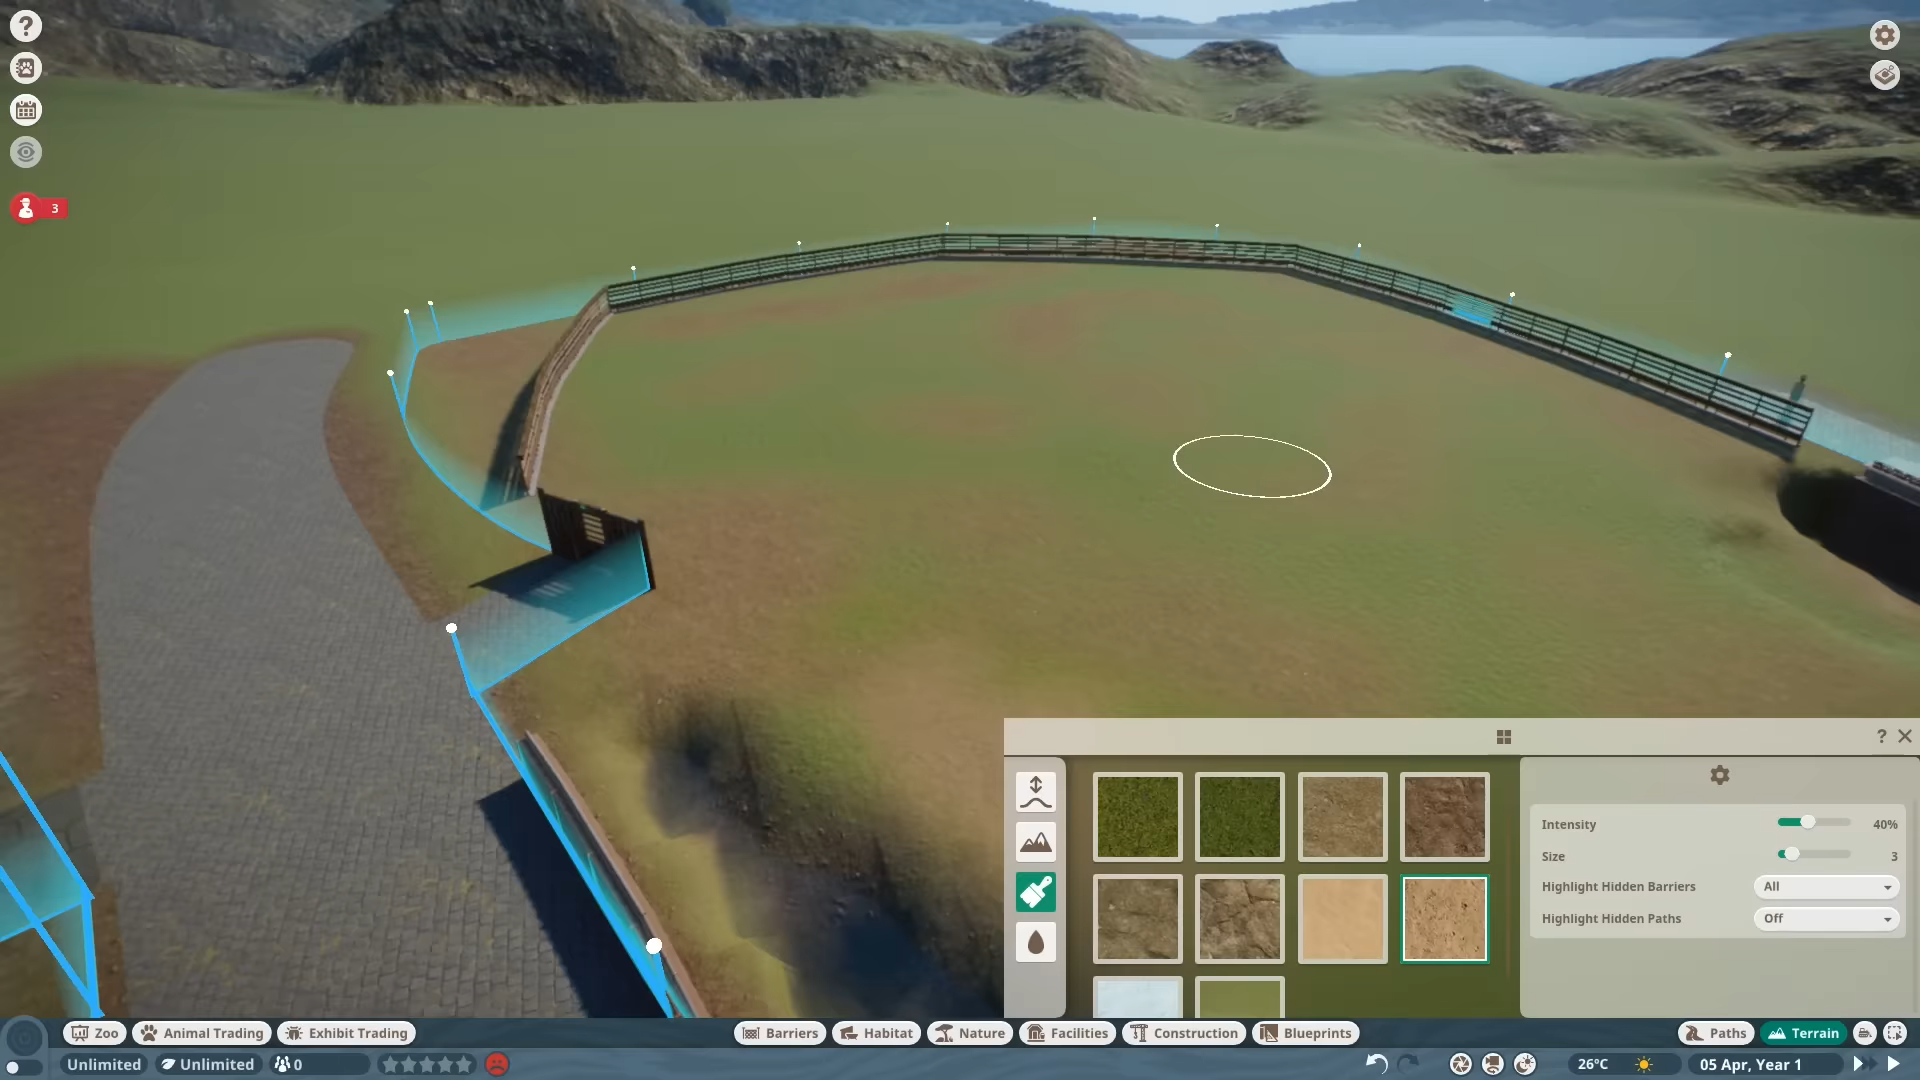 ?
3
? ✕
Intensity 40%
Size 3
Highlight Hidden Barriers All
Highlight Hidden Paths Off
Zoo Animal Trading Exhibit Trading Barriers Habitat Nature Facilities Construction Blueprints Paths Terrain
Unlimited Unlimited 0 26°C 05 Apr, Year 1